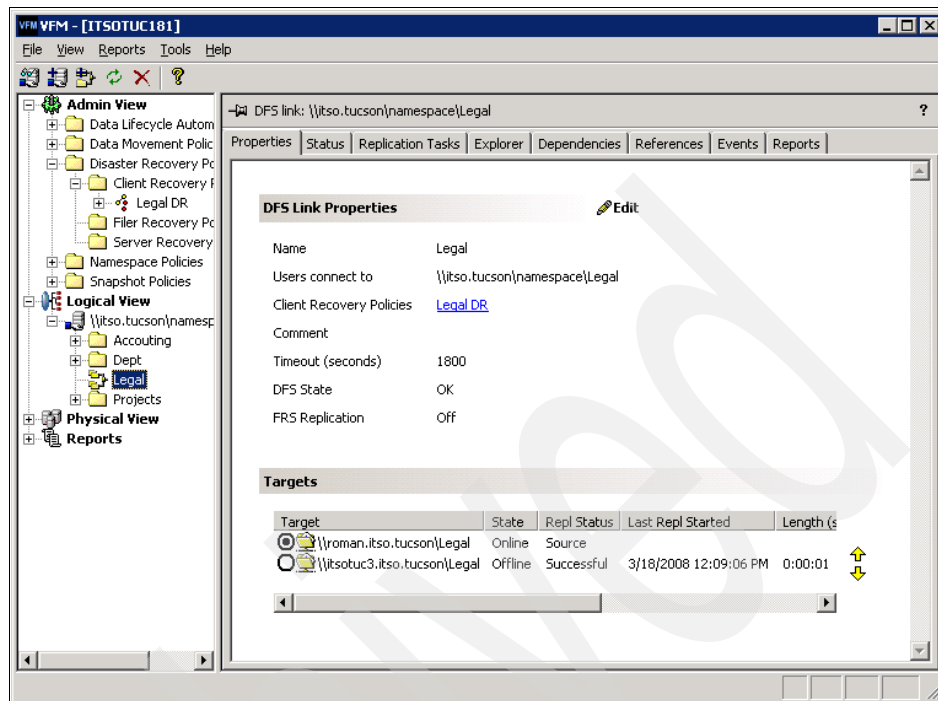 VFM VFM - [ITSOTUC181]
File View Reports Tools Help
Admin View
Data Lifecycle Autom
Data Movement Polic
Disaster Recovery Po
Client Recovery P
Legal DR
Filer Recovery Po
Server Recovery
Namespace Policies
Snapshot Policies
Logical View
\\itso.tucson\namesp
Accouting
Dept
Legal
Projects
Physical View
Reports
DFS link: \\itso.tucson\namespace\Legal ?
Properties Status Replication Tasks Explorer Dependencies References Events Reports
DFS Link Properties Edit
Name Legal
Users connect to \\itso.tucson\namespace\Legal
Client Recovery Policies Legal DR
Comment
Timeout (seconds) 1800
DFS State OK
FRS Replication Off
Targets
Target State Repl Status Last Repl Started Length (s
\\roman.itso.tucson\Legal Online Source
\\itsotuc3.itso.tucson\Legal Offline Successful 3/18/2008 12:09:06 PM 0:00:01